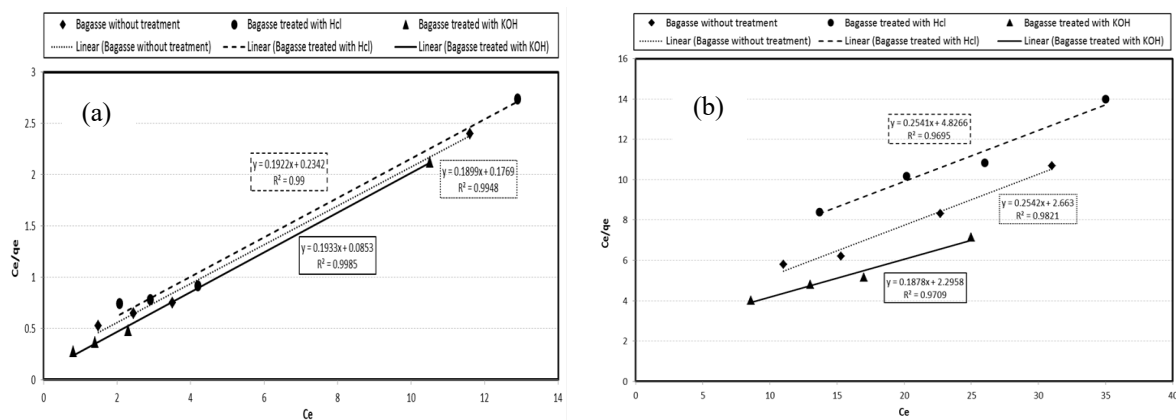 Bagasse without treatment Bagasse treated with Hcl Bagasse treated with KOH
Linear (Bagasse without treatment) Linear (Bagasse treated with Hcl) Linear (Bagasse treated with KOH)
3
2.5
2
1.5
1
0.5
0
Ce/qe
(a)
y = 0.1922x + 0.2342
R² = 0.99
y = 0.1899x + 0.1769
R² = 0.9948
y = 0.1933x + 0.0853
R² = 0.9985
0 2 4 6 8 10 12 14
Ce
Bagasse without treatment Bagasse treated with Hcl Bagasse treated with KOH
Linear (Bagasse without treatment) Linear (Bagasse treated with Hcl) Linear (Bagasse treated with KOH)
16
14
12
10
8
6
4
2
0
Ce/qe
(b)
y = 0.2541x + 4.8266
R² = 0.9695
y = 0.2542x + 2.663
R² = 0.9821
y = 0.1878x + 2.2958
R² = 0.9709
0 5 10 15 20 25 30 35 40
Ce